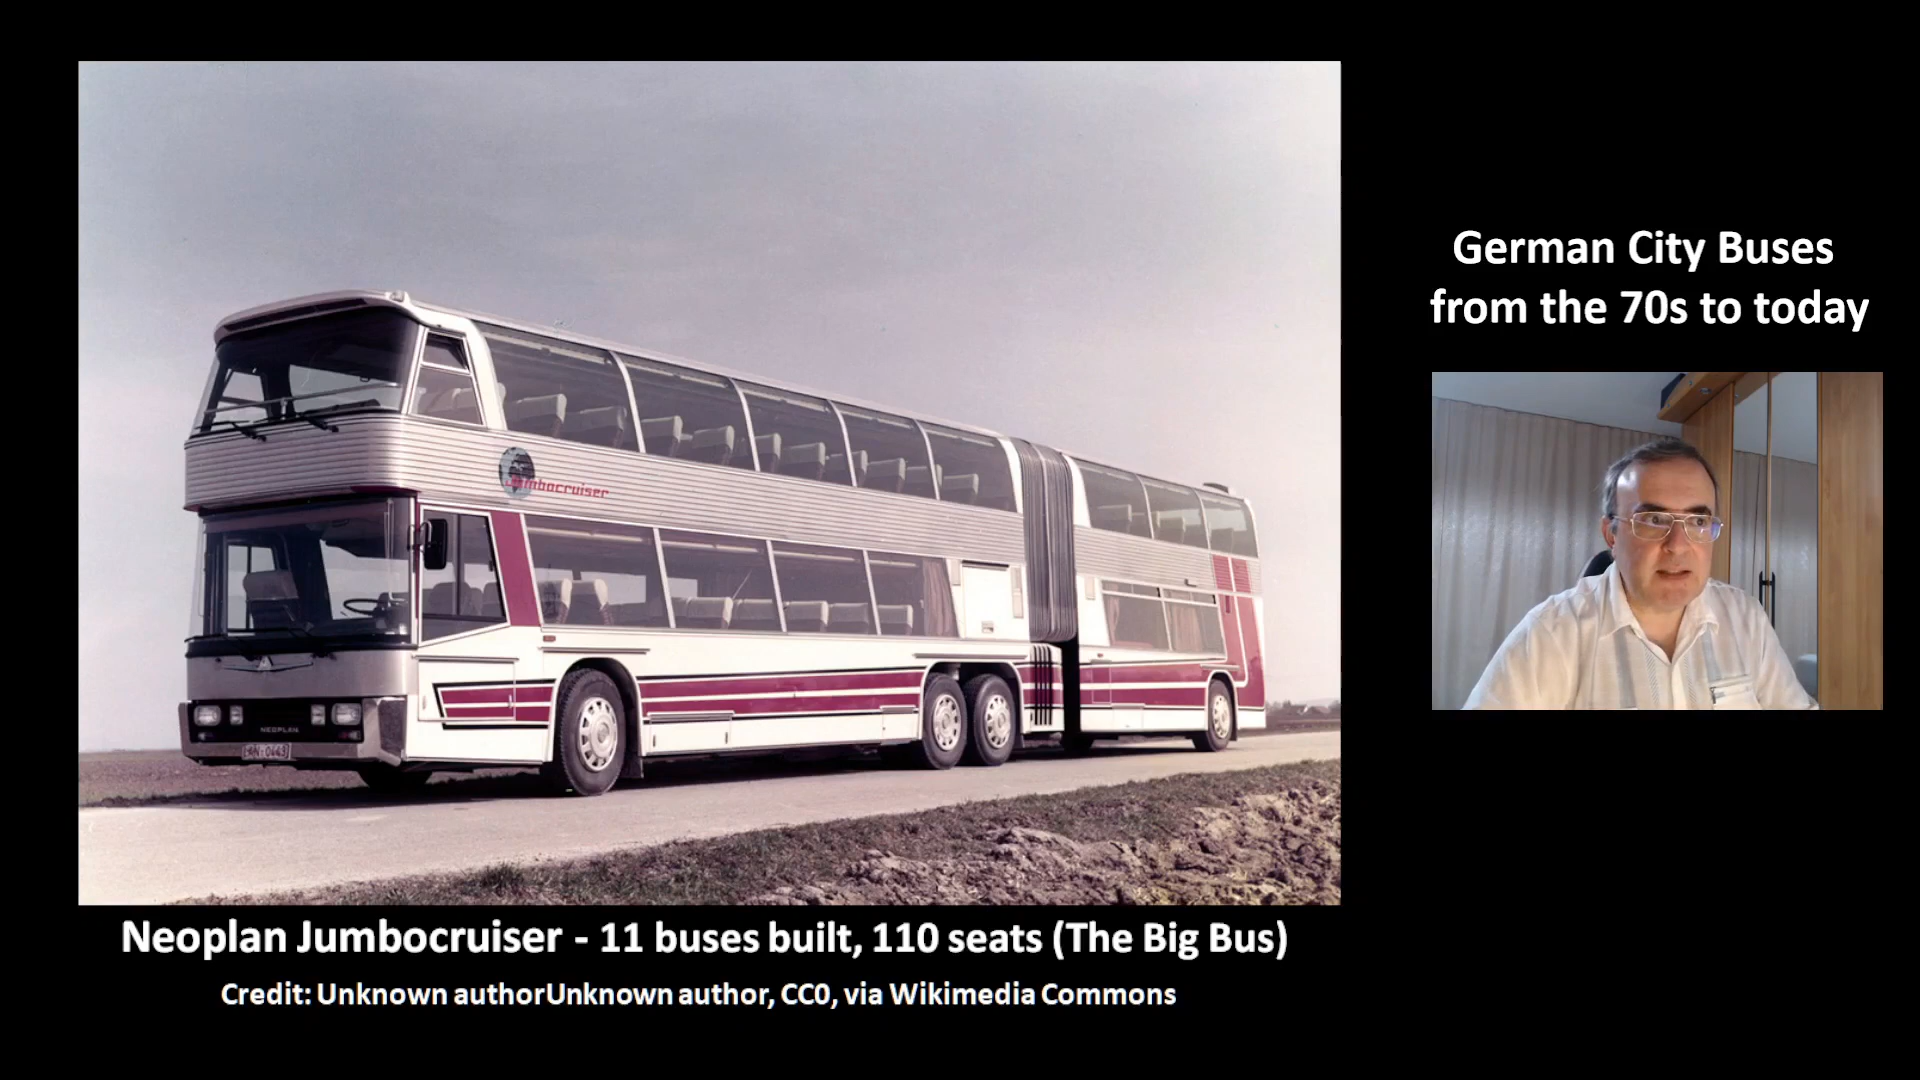 German City Buses
from the 70s to today
Jumbocruiser
NEOPLAN
Neoplan Jumbocruiser - 11 buses built, 110 seats (The Big Bus)
Credit: Unknown authorUnknown author, CC0, via Wikimedia Commons